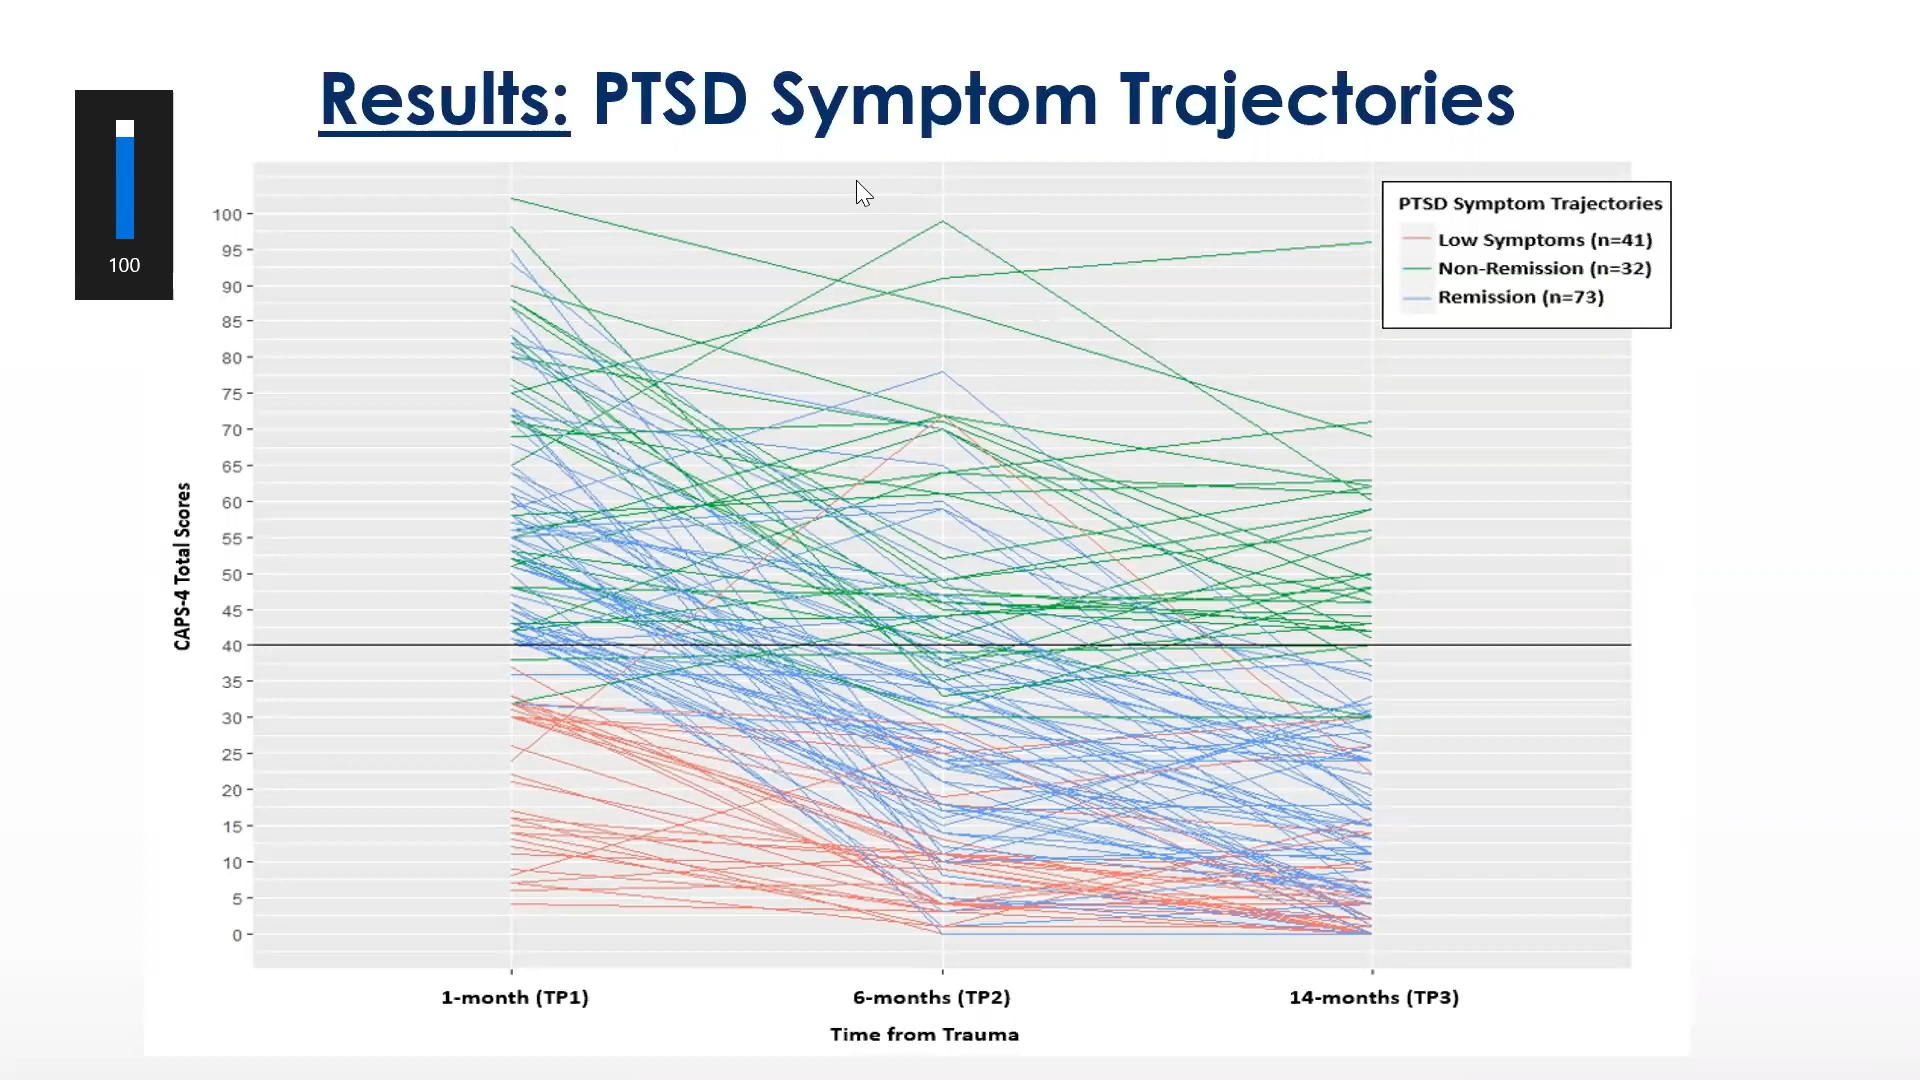 Results: PTSD Symptom Trajectories
100
PTSD Symptom Trajectories
Low Symptoms (n=41)
Non-Remission (n=32)
Remission (n=73)
CAPS-4 Total Scores
100
95
90
85
80
75
70
65
60
55
50
45
40
35
30
25
20
15
10
5
0
1-month (TP1) 6-months (TP2) 14-months (TP3)
Time from Trauma